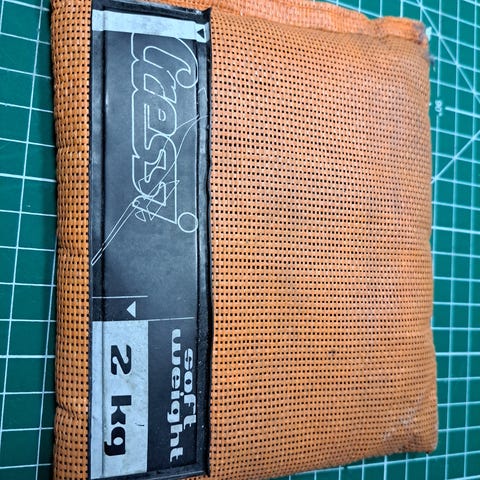 Cressi
soft
weight
2 kg